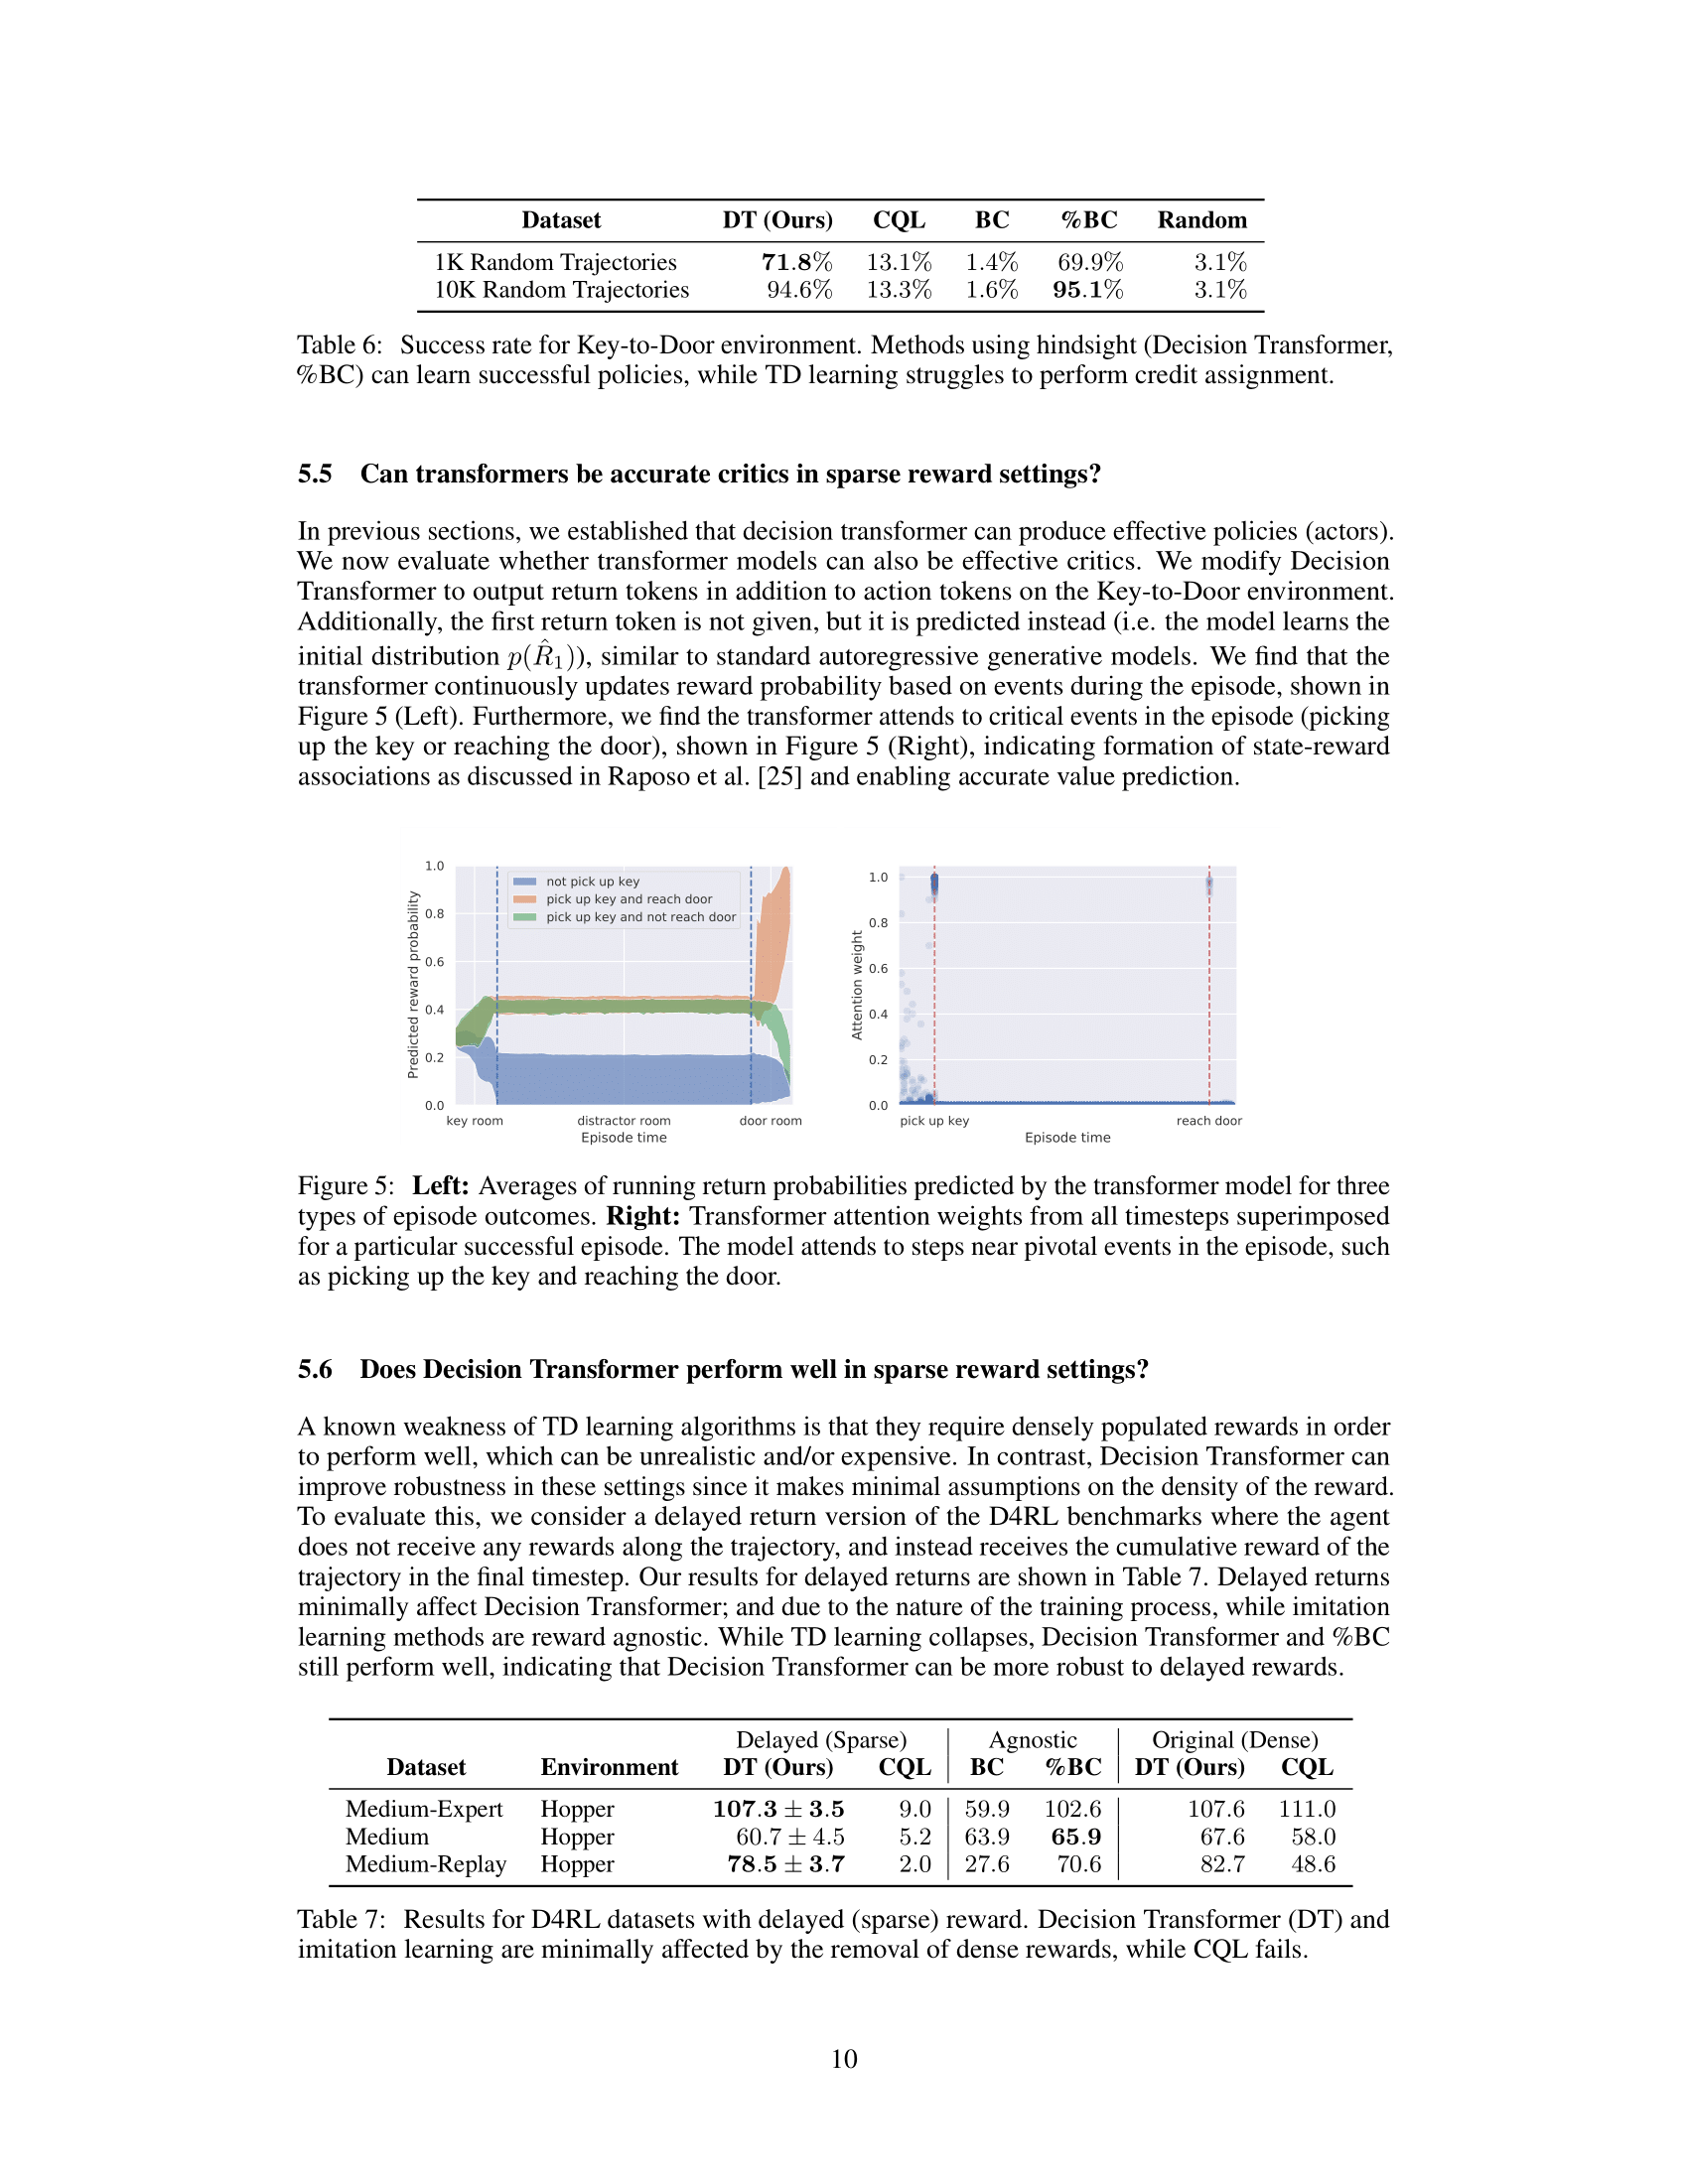 Dataset DT (Ours) CQL BC %BC Random
1K Random Trajectories 71.8% 13.1% 1.4% 69.9% 3.1%
10K Random Trajectories 94.6% 13.3% 1.6% 95.1% 3.1%
Table 6: Success rate for Key-to-Door environment. Methods using hindsight (Decision Transformer,
%BC) can learn successful policies, while TD learning struggles to perform credit assignment.
5.5 Can transformers be accurate critics in sparse reward settings?
In previous sections, we established that decision transformer can produce effective policies (actors).
We now evaluate whether transformer models can also be effective critics. We modify Decision
Transformer to output return tokens in addition to action tokens on the Key-to-Door environment.
Additionally, the first return token is not given, but it is predicted instead (i.e. the model learns the
initial distribution p(R̂₁)), similar to standard autoregressive generative models. We find that the
transformer continuously updates reward probability based on events during the episode, shown in
Figure 5 (Left). Furthermore, we find the transformer attends to critical events in the episode (picking
up the key or reaching the door), shown in Figure 5 (Right), indicating formation of state-reward
associations as discussed in Raposo et al. [25] and enabling accurate value prediction.
Predicted reward probability
1.0
0.8
0.6
0.4
0.2
0.0
not pick up key
pick up key and reach door
pick up key and not reach door
key room distractor room door room
Episode time
Attention weight
1.0
0.8
0.6
0.4
0.2
0.0
pick up key reach door
Episode time
Figure 5: Left: Averages of running return probabilities predicted by the transformer model for three
types of episode outcomes. Right: Transformer attention weights from all timesteps superimposed
for a particular successful episode. The model attends to steps near pivotal events in the episode, such
as picking up the key and reaching the door.
5.6 Does Decision Transformer perform well in sparse reward settings?
A known weakness of TD learning algorithms is that they require densely populated rewards in order
to perform well, which can be unrealistic and/or expensive. In contrast, Decision Transformer can
improve robustness in these settings since it makes minimal assumptions on the density of the reward.
To evaluate this, we consider a delayed return version of the D4RL benchmarks where the agent
does not receive any rewards along the trajectory, and instead receives the cumulative reward of the
trajectory in the final timestep. Our results for delayed returns are shown in Table 7. Delayed returns
minimally affect Decision Transformer; and due to the nature of the training process, while imitation
learning methods are reward agnostic. While TD learning collapses, Decision Transformer and %BC
still perform well, indicating that Decision Transformer can be more robust to delayed rewards.
Delayed (Sparse) Agnostic Original (Dense)
Dataset Environment DT (Ours) CQL BC %BC DT (Ours) CQL
Medium-Expert Hopper 107.3 ± 3.5 9.0 59.9 102.6 107.6 111.0
Medium Hopper 60.7 ± 4.5 5.2 63.9 65.9 67.6 58.0
Medium-Replay Hopper 78.5 ± 3.7 2.0 27.6 70.6 82.7 48.6
Table 7: Results for D4RL datasets with delayed (sparse) reward. Decision Transformer (DT) and
imitation learning are minimally affected by the removal of dense rewards, while CQL fails.
10